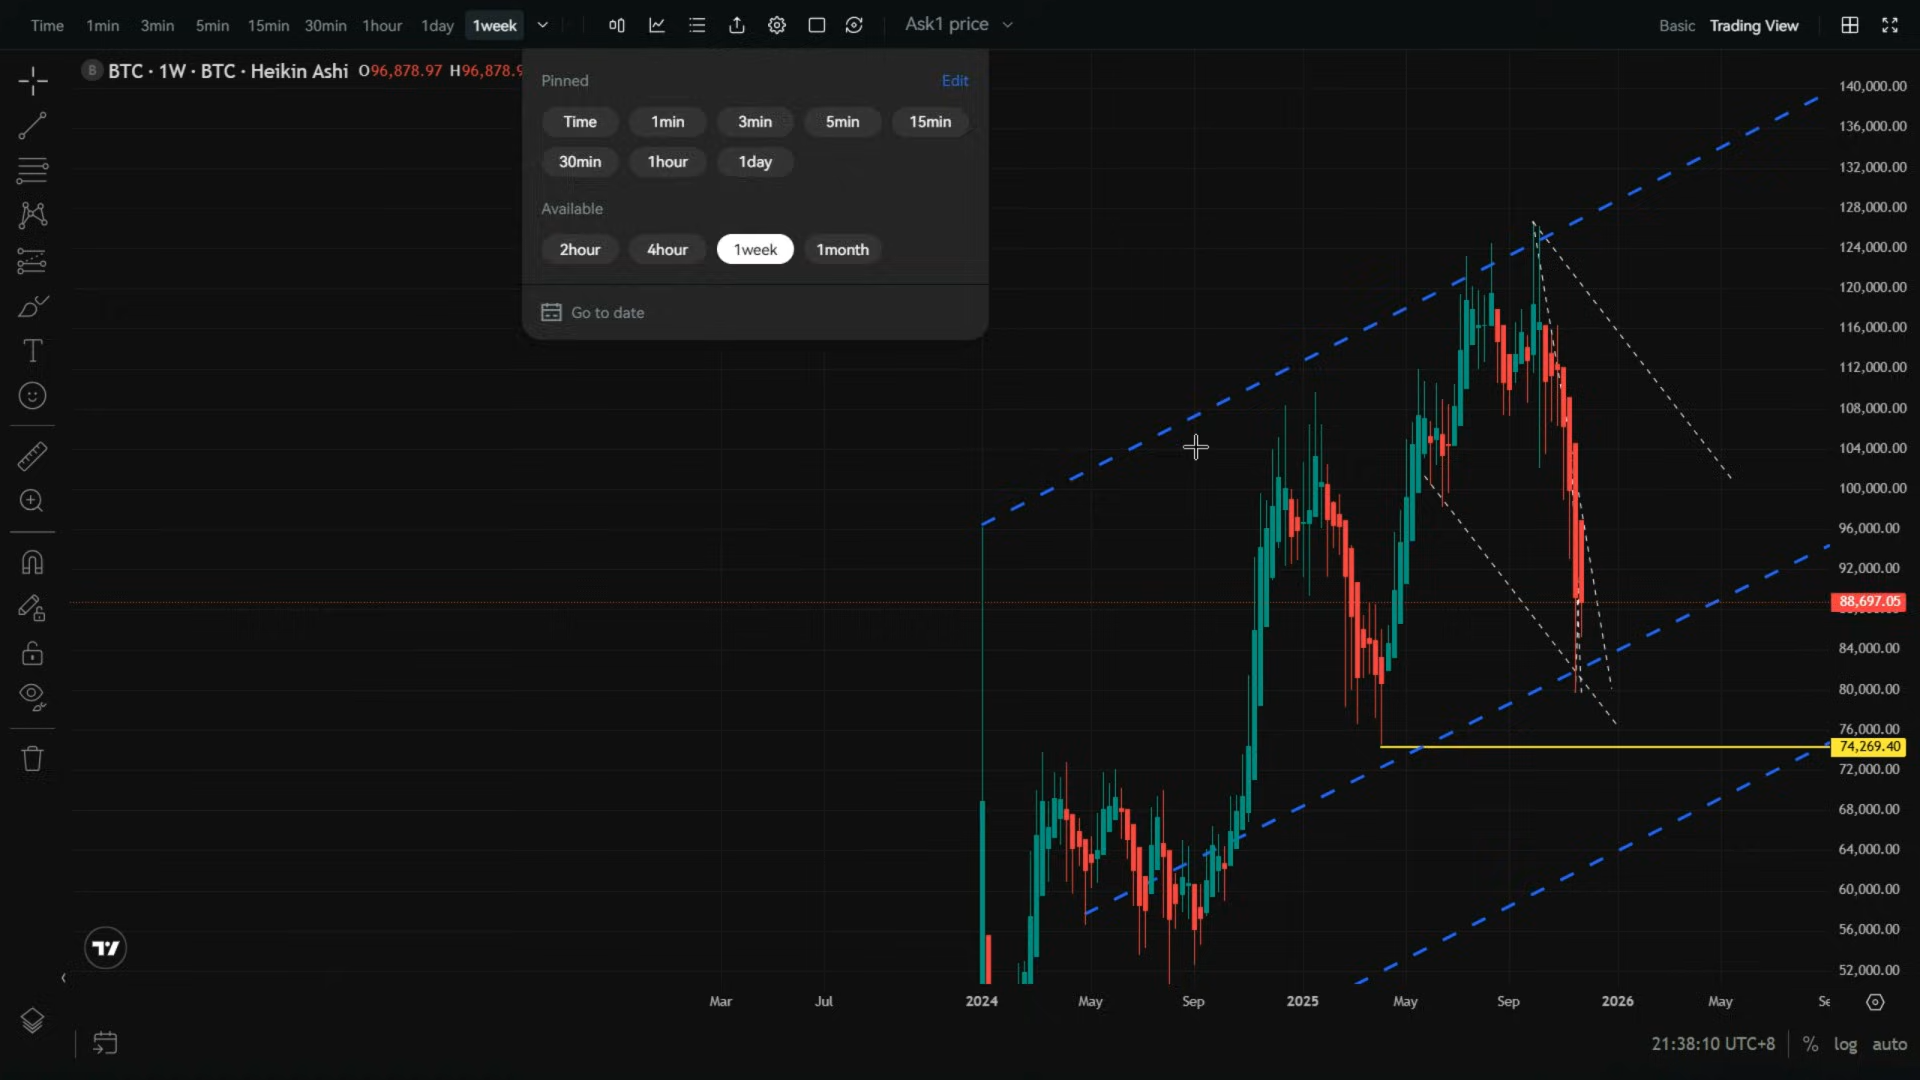 Time 1min 3min 5min 15min 30min 1hour 1day 1week Ask1 price Basic Trading View
B BTC · 1W · BTC · Heikin Ashi O96,878.97 H96,878.9
Pinned Edit
Time 1min 3min 5min 15min
30min 1hour 1day
Available
2hour 4hour 1week 1month
Go to date
140,000.00
136,000.00
132,000.00
128,000.00
124,000.00
120,000.00
116,000.00
112,000.00
108,000.00
104,000.00
100,000.00
96,000.00
92,000.00
88,697.05
84,000.00
80,000.00
76,000.00
74,269.40
72,000.00
68,000.00
64,000.00
60,000.00
56,000.00
52,000.00
Mar Jul 2024 May Sep 2025 May Sep 2026 May Se
21:38:10 UTC+8 % log auto